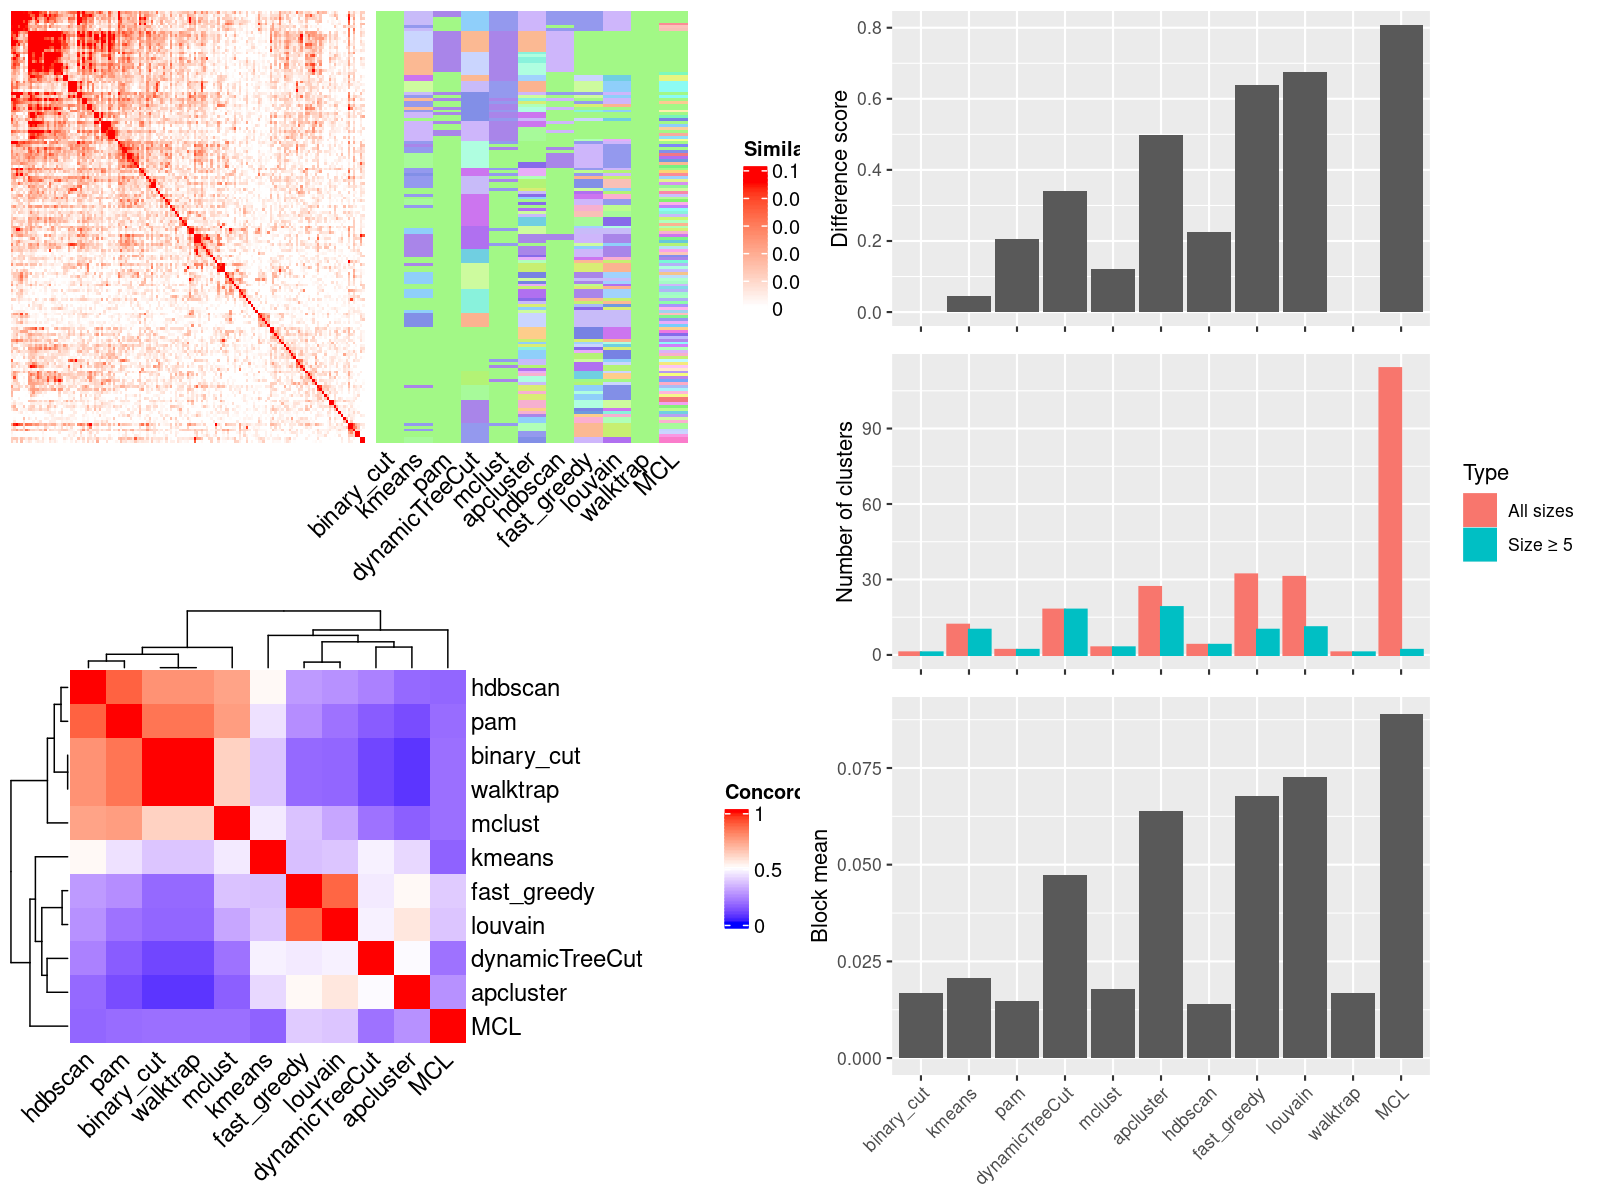 Simila
0.1
0.0
0.0
0.0
0.0
0
binary_cut
kmeans
pam
dynamicTreeCut
mclust
apcluster
hdbscan
fast_greedy
louvain
walktrap
MCL
hdbscan
pam
binary_cut
walktrap
mclust
kmeans
fast_greedy
louvain
dynamicTreeCut
apcluster
MCL
hdbscan
pam
binary_cut
walktrap
mclust
kmeans
fast_greedy
louvain
dynamicTreeCut
apcluster
MCL
Concord
1
0.5
0
Difference score
0.8
0.6
0.4
0.2
0.0
Number of clusters
90
60
30
0
Type
All sizes
Size ≥ 5
Block mean
0.075
0.050
0.025
0.000
binary_cut
kmeans
pam
dynamicTreeCut
mclust
apcluster
hdbscan
fast_greedy
louvain
walktrap
MCL